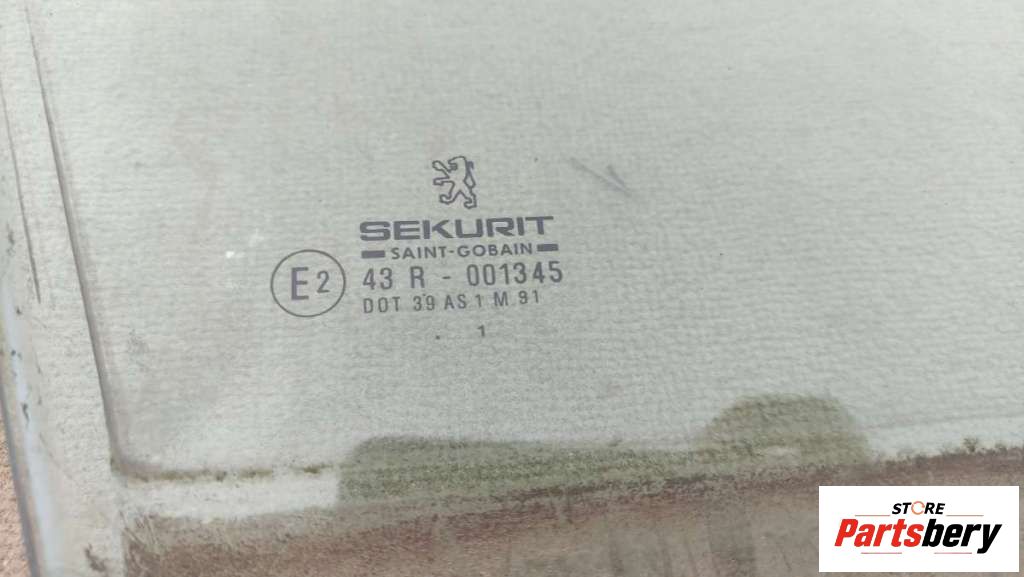 SEKURIT
SAINT-GOBAIN
E2 43 R - 001345
DOT 39 AS 1 M 91
. 1
STORE
Partsbery